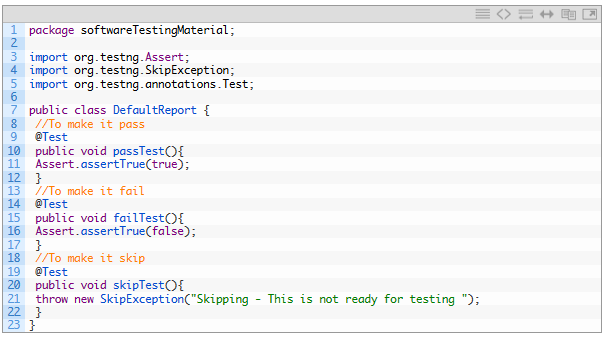 1 package softwareTestingMaterial;
2
3 import org.testng.Assert;
4 import org.testng.SkipException;
5 import org.testng.annotations.Test;
6
7 public class DefaultReport {
8 //To make it pass
9 @Test
10 public void passTest(){
11 Assert.assertTrue(true);
12 }
13 //To make it fail
14 @Test
15 public void failTest(){
16 Assert.assertTrue(false);
17 }
18 //To make it skip
19 @Test
20 public void skipTest(){
21 throw new SkipException("Skipping - This is not ready for testing ");
22 }
23 }